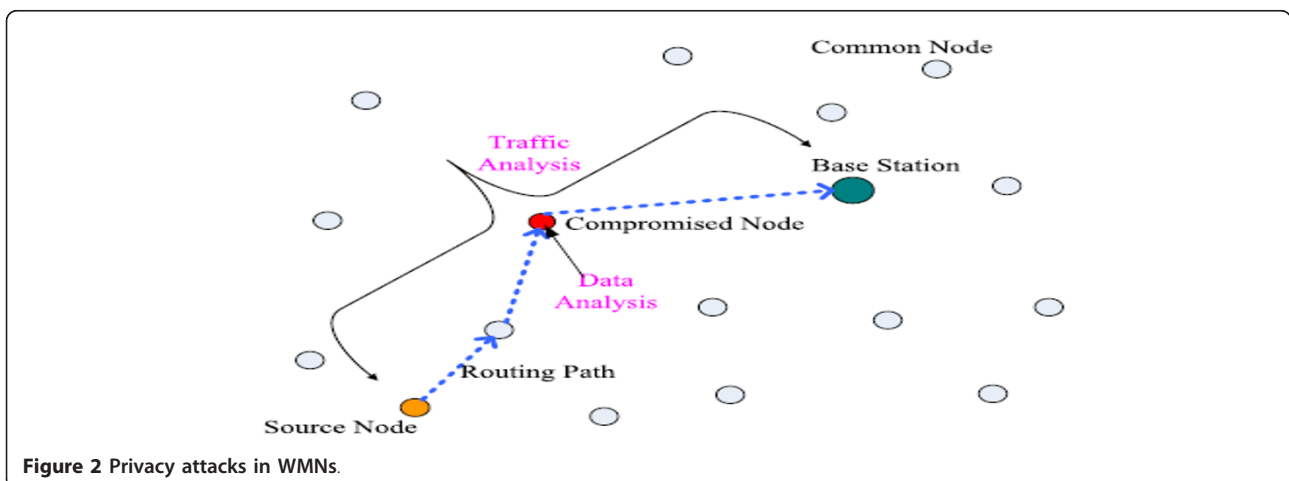 Common Node
Traffic
Analysis
Base Station
Compromised Node
Data
Analysis
Routing Path
Source Node
Figure 2 Privacy attacks in WMNs.